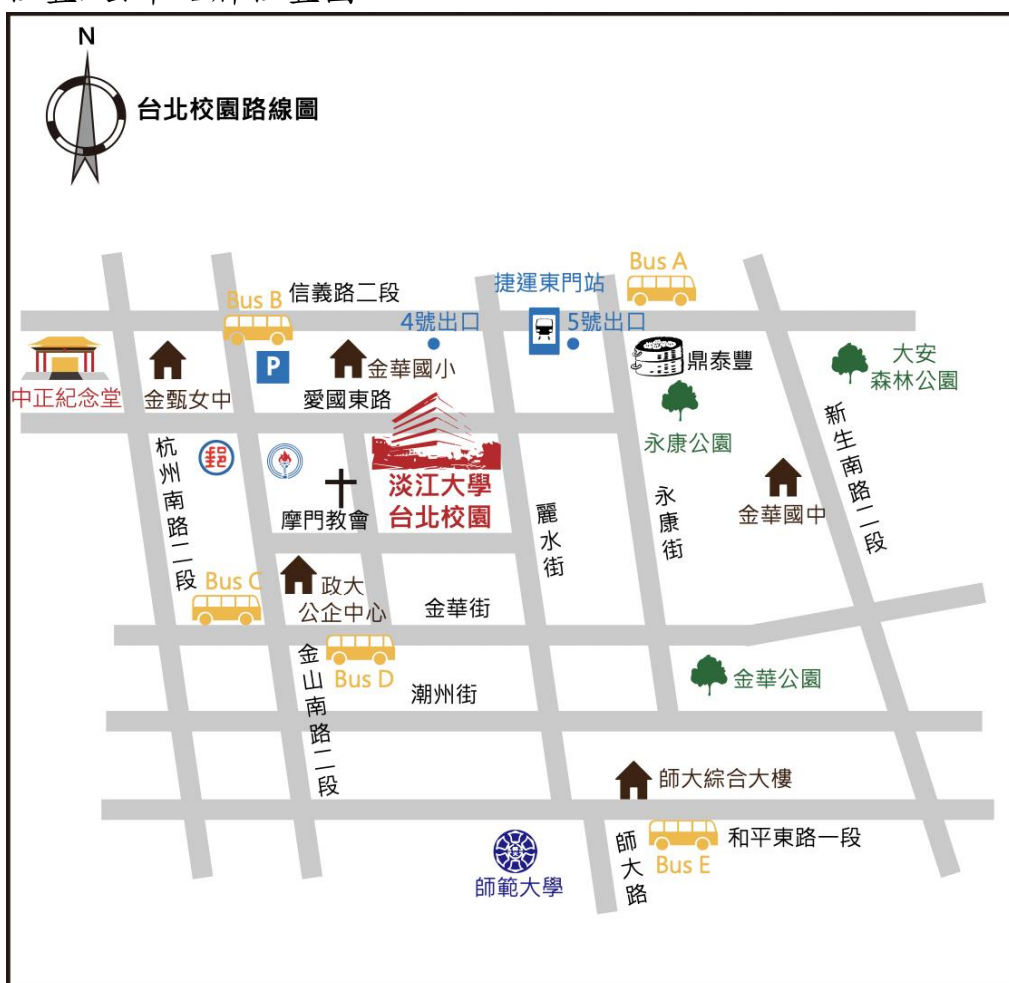 N
台北校園路線圖
Bus A
捷運東門站
信義路二段
Bus B
4號出口
5號出口
P
金華國小
鼎泰豐
大安
森林公園
中正紀念堂
金甄女中
愛國東路
永康公園
新生南路二段
杭州南路二段
郵
淡江大學
台北校園
摩門教會
麗水街
永康街
金華國中
Bus C
政大
公企中心
金華街
金山南路二段
Bus D
潮州街
金華公園
師大綜合大樓
師大路
和平東路一段
Bus E
師範大學